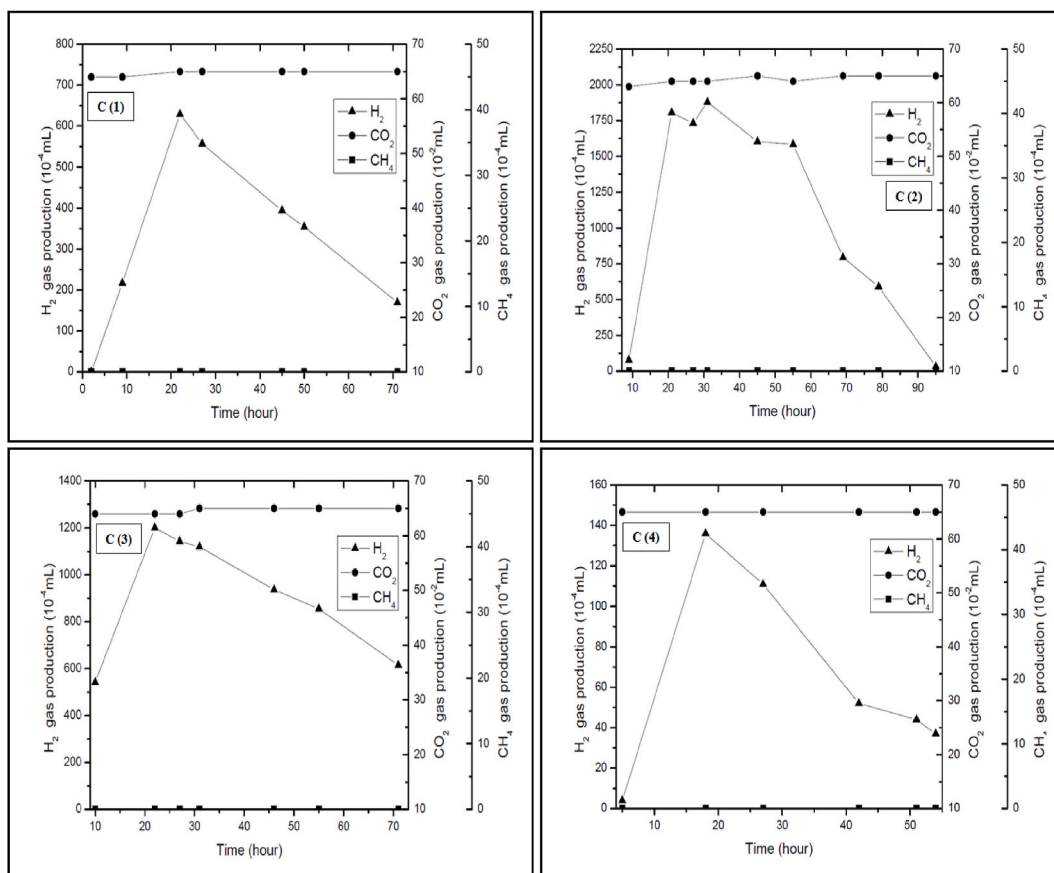 C (1)
H₂
CO₂
CH₄
H₂ gas production (10⁻⁴mL)
800
700
600
500
400
300
200
100
0
0 10 20 30 40 50 60 70
Time (hour)
70
60
50
40
30
20
10
CO₂ gas production (10⁻²mL)
50
40
30
20
10
0
CH₄ gas production (10⁻⁴mL)
C (2)
H₂
CO₂
CH₄
H₂ gas production (10⁻⁴mL)
2250
2000
1750
1500
1250
1000
750
500
250
0
10 20 30 40 50 60 70 80 90
Time (hour)
70
60
50
40
30
20
10
CO₂ gas production (10⁻²mL)
50
40
30
20
10
0
CH₄ gas production (10⁻⁴mL)
C (3)
H₂
CO₂
CH₄
H₂ gas production (10⁻⁴mL)
1400
1200
1000
800
600
400
200
0
10 20 30 40 50 60 70
Time (hour)
70
60
50
40
30
20
10
CO₂ gas production (10⁻²mL)
50
40
30
20
10
0
CH₄ gas production (10⁻⁴mL)
C (4)
H₂
CO₂
CH₄
H₂ gas production (10⁻⁴mL)
160
140
120
100
80
60
40
20
0
10 20 30 40 50
Time (hour)
70
60
50
40
30
20
10
CO₂ gas production (10⁻²mL)
50
40
30
20
10
0
CH₄ gas production (10⁻⁴mL)